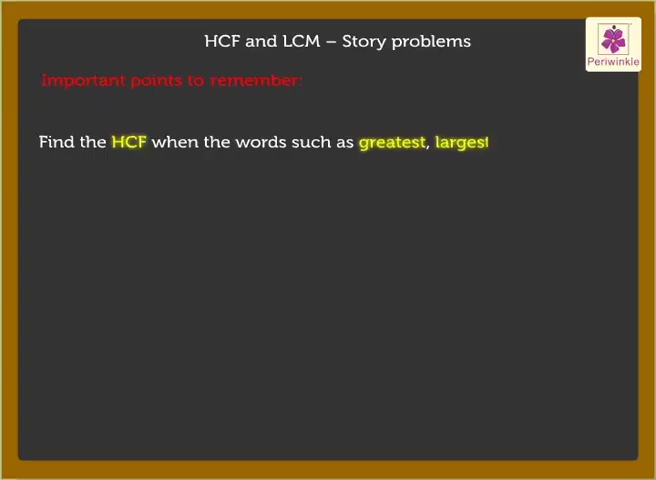 HCF and LCM – Story problems
Periwinkle
Important points to remember:
Find the HCF when the words such as greatest, largest